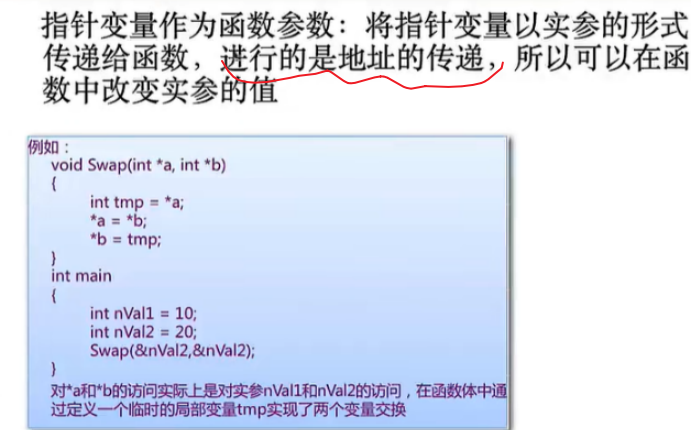 指针变量作为函数参数：将指针变量以实参的形式
传递给函数，进行的是地址的传递，所以可以在函
数中改变实参的值
例如：
void Swap(int *a, int *b)
{
int tmp = *a;
*a = *b;
*b = tmp;
}
int main
{
int nVal1 = 10;
int nVal2 = 20;
Swap(&nVal2,&nVal2);
}
对*a和*b的访问实际上是对实参nVal1和nVal2的访问，在函数体中通
过定义一个临时的局部变量tmp实现了两个变量交换